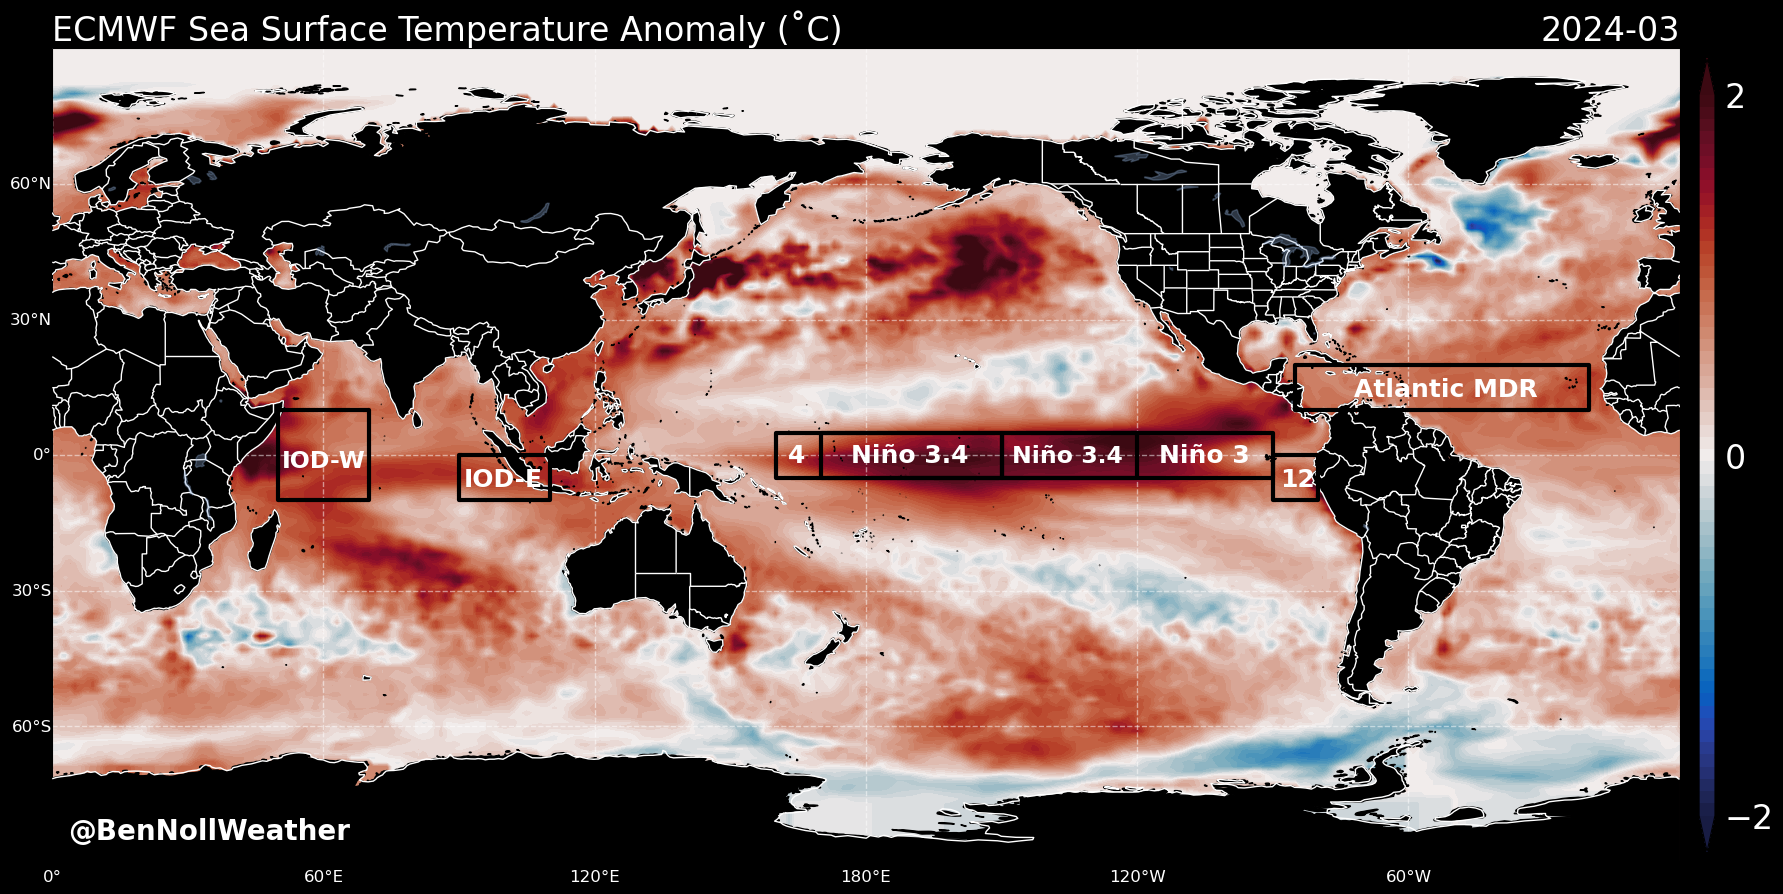 ECMWF Sea Surface Temperature Anomaly (˚C)
2024-03
2
0
−2
60°N
30°N
0°
30°S
60°S
IOD-W
IOD-E
4
Niño 3.4
Niño 3.4
Niño 3
12
Atlantic MDR
@BenNollWeather
0°
60°E
120°E
180°E
120°W
60°W